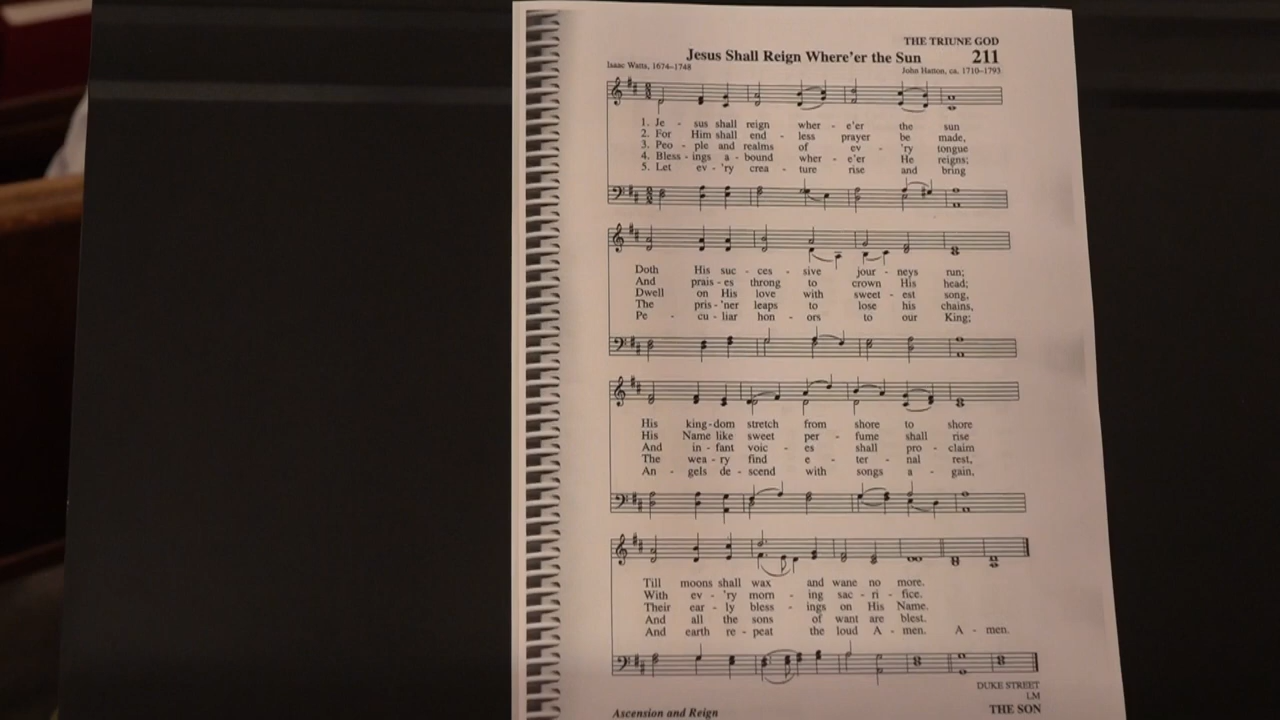 THE TRIUNE GOD
Jesus Shall Reign Where'er the Sun 211
Isaac Watts, 1674–1748 John Hatton, ca. 1710–1793
1. Je - sus shall reign wher - e'er the sun
2. For Him shall end - less prayer be made,
3. Peo - ple and realms of ev - 'ry tongue
4. Bless - ings a - bound wher - e'er He reigns;
5. Let ev - 'ry crea - ture rise and bring
Doth His suc - ces - sive jour - neys run;
And prais - es throng to crown His head;
Dwell on His love with sweet - est song,
The pris - 'ner leaps to lose his chains,
Pe - cu - liar hon - ors to our King;
His king - dom stretch from shore to shore
His Name like sweet per - fume shall rise
And in - fant voic - es shall pro - claim
The wea - ry find e - ter - nal rest,
An - gels de - scend with songs a - gain,
Till moons shall wax and wane no more.
With ev - 'ry morn - ing sac - ri - fice.
Their ear - ly bless - ings on His Name.
And all the sons of want are blest.
And earth re - peat the loud A - men. A - men.
DUKE STREET
LM
Ascension and Reign THE SON